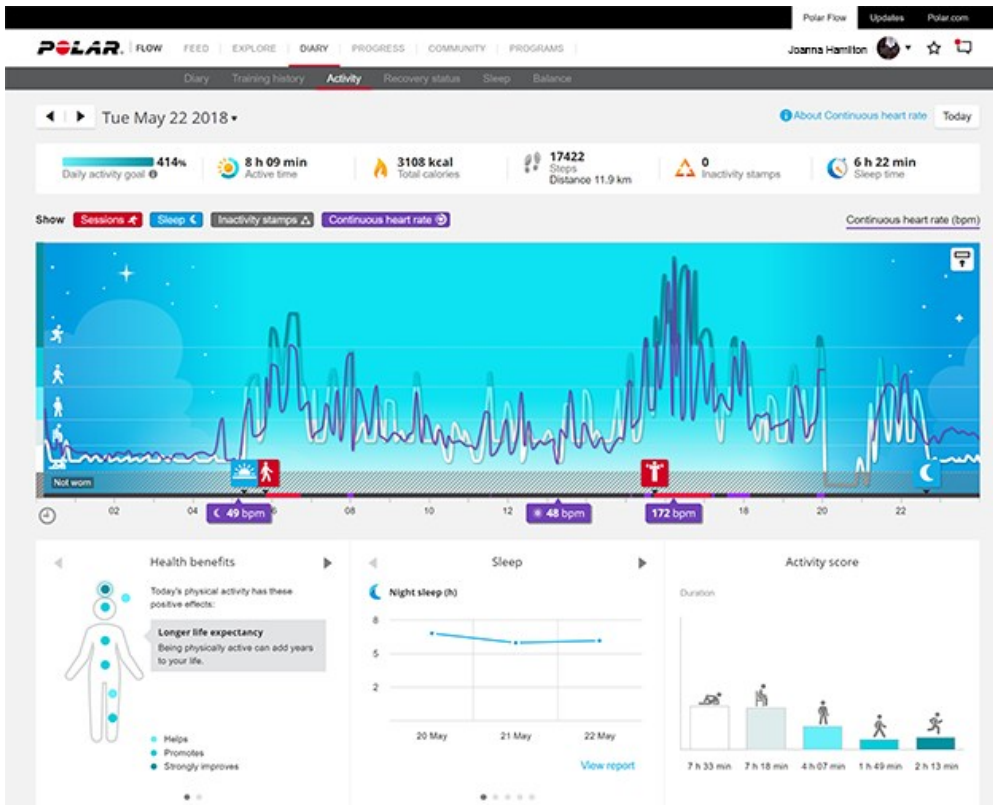 Polar Flow Updates Polar.com
POLAR. FLOW FEED EXPLORE DIARY PROGRESS COMMUNITY PROGRAMS Joanna Hamilton
Diary Training history Activity Recovery status Sleep Balance
Tue May 22 2018 About Continuous heart rate Today
414% 8 h 09 min 3108 kcal 17422 0 6 h 22 min
Daily activity goal Active time Total calories Steps Inactivity stamps Sleep time
Distance 11.9 km
Show Sessions Sleep Inactivity stamps Continuous heart rate Continuous heart rate (bpm)
Not worn
02 04 06 08 10 12 18 20 22
49 bpm 48 bpm 172 bpm
Health benefits Sleep Activity score
Today's physical activity has these
positive effects:
Longer life expectancy
Being physically active can add years
to your life.
Helps
Promotes
Strongly improves
Night sleep (h)
8
5
2
20 May 21 May 22 May
View report
Duration
7 h 33 min 7 h 18 min 4 h 07 min 1 h 49 min 2 h 13 min